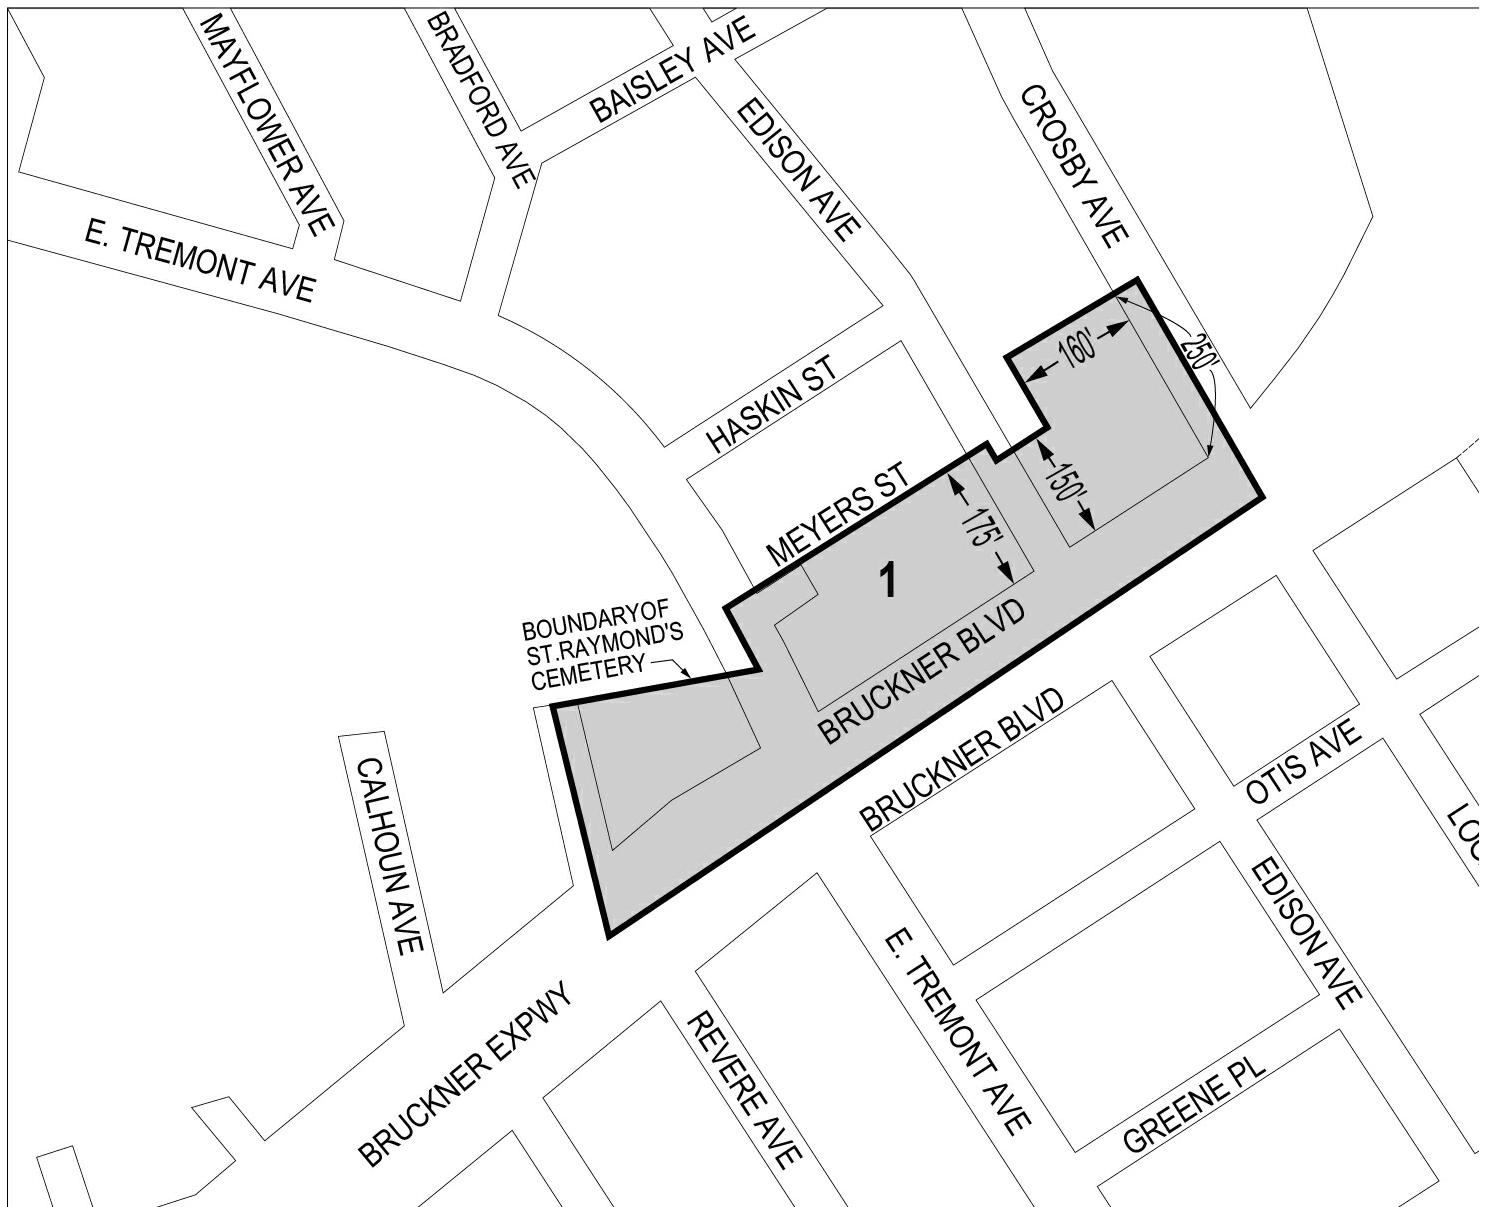 MAYFLOWER AVE
BRADFORD AVE
BAISLEY AVE
EDISON AVE
CROSBY AVE
E. TREMONT AVE
160'
250'
HASKIN ST
MEYERS ST
150'
175'
1
BOUNDARYOF
ST.RAYMOND'S
CEMETERY
BRUCKNER BLVD
BRUCKNER BLVD
OTIS AVE
CALHOUN AVE
LOC
EDISON AVE
E. TREMONT AVE
BRUCKNER EXPWY
REVERE AVE
GREENE PL